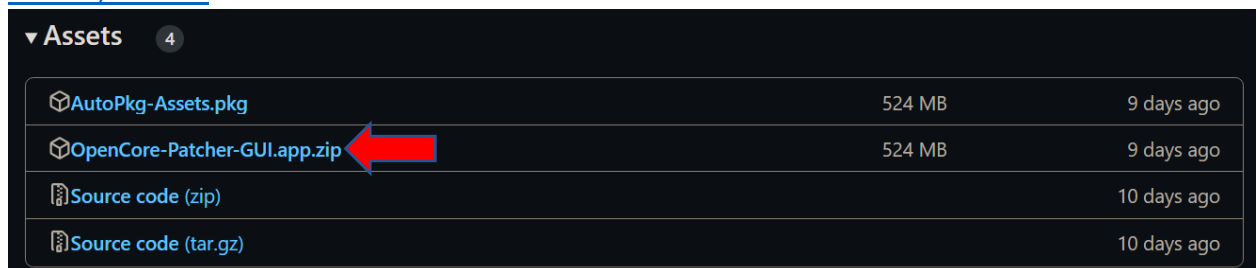 Assets 4
AutoPkg-Assets.pkg 524 MB 9 days ago
OpenCore-Patcher-GUI.app.zip 524 MB 9 days ago
Source code (zip) 10 days ago
Source code (tar.gz) 10 days ago